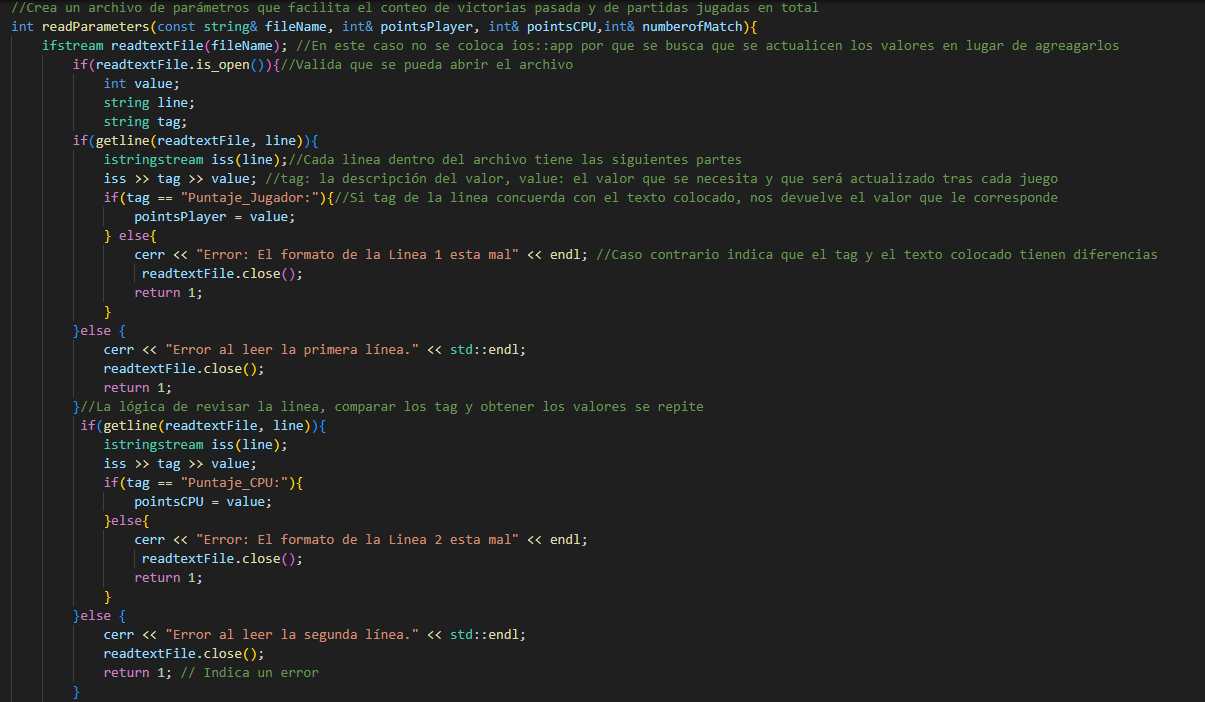 //Crea un archivo de parámetros que facilita el conteo de victorias pasada y de partidas jugadas en total
int readParameters(const string& fileName, int& pointsPlayer, int& pointsCPU,int& numberofMatch){
    ifstream readtextFile(fileName); //En este caso no se coloca ios::app por que se busca que se actualicen los valores en lugar de agreagarlos
        if(readtextFile.is_open()){//Valida que se pueda abrir el archivo
            int value;
            string line;
            string tag;
        if(getline(readtextFile, line)){
            istringstream iss(line);//Cada linea dentro del archivo tiene las siguientes partes
            iss >> tag >> value; //tag: la descripción del valor, value: el valor que se necesita y que será actualizado tras cada juego
            if(tag == "Puntaje_Jugador:"){//Si tag de la linea concuerda con el texto colocado, nos devuelve el valor que le corresponde
                pointsPlayer = value;
            } else{
                cerr << "Error: El formato de la Linea 1 esta mal" << endl; //Caso contrario indica que el tag y el texto colocado tienen diferencias
                 readtextFile.close();
                return 1;
            }
        }else {
            cerr << "Error al leer la primera línea." << std::endl;
            readtextFile.close();
            return 1;
        }//La lógica de revisar la linea, comparar los tag y obtener los valores se repite
         if(getline(readtextFile, line)){
            istringstream iss(line);
            iss >> tag >> value;
            if(tag == "Puntaje_CPU:"){
                pointsCPU = value;
            }else{
                cerr << "Error: El formato de la Linea 2 esta mal" << endl;
                 readtextFile.close();
                return 1;
            }
        }else {
            cerr << "Error al leer la segunda línea." << std::endl;
            readtextFile.close();
            return 1; // Indica un error
        }